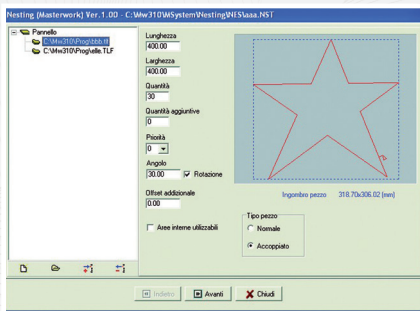 Nesting (Masterwork) Ver.1.00 - C:\Mw310\MSystem\Nesting\NFS\aaa.NST
Pannello
C:\Mw310\Prog\bbb.tlf
C:\Mw310\Prog\elle.TLF
Lunghezza
400.00
Larghezza
400.00
Quantità
30
Quantità aggiuntive
0
Priorità
0
Angolo
30.00 Rotazione
Offset addizionale
0.00
Aree interne utilizzabili
Ingombro pezzo 318.70x306.02 (mm)
Tipo pezzo
Normale
Accoppiato
Indietro Avanti Chiudi